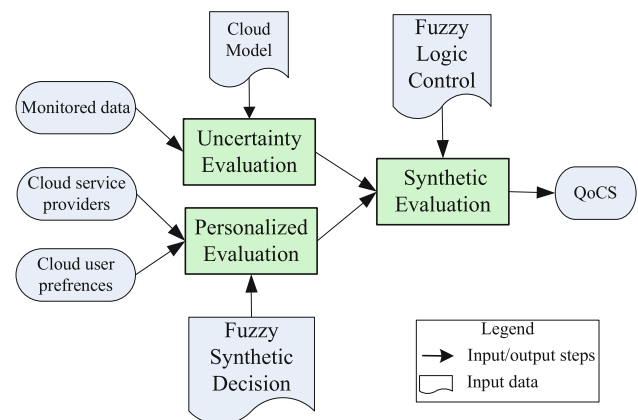 Cloud
Model
Fuzzy
Logic
Control
Monitored data
Uncertainty
Evaluation
Cloud service
providers
Synthetic
Evaluation
QoCS
Personalized
Evaluation
Cloud user
prefrences
Fuzzy
Synthetic
Decision
Legend
Input/output steps
Input data